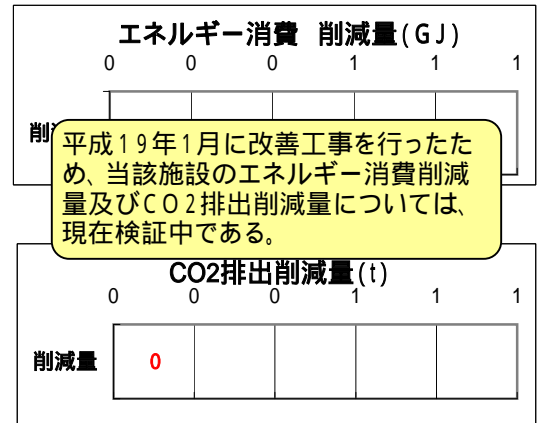 エネルギー消費 削減量(GJ)
0 0 0 1 1 1
削
平成19年1月に改善工事を行ったた
め、当該施設のエネルギー消費削減
量及びCO2排出削減量については、
現在検証中である。
CO2排出削減量(t)
0 0 0 1 1 1
削減量 0